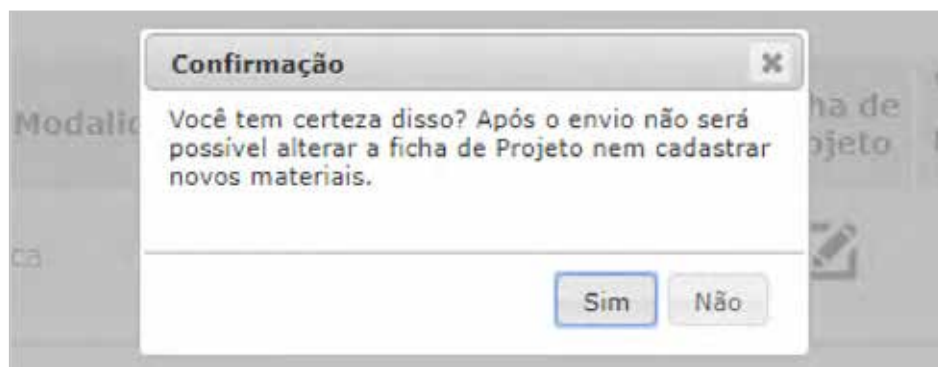 Confirmação
Você tem certeza disso? Após o envio não será
possível alterar a ficha de Projeto nem cadastrar
novos materiais.
Sim Não